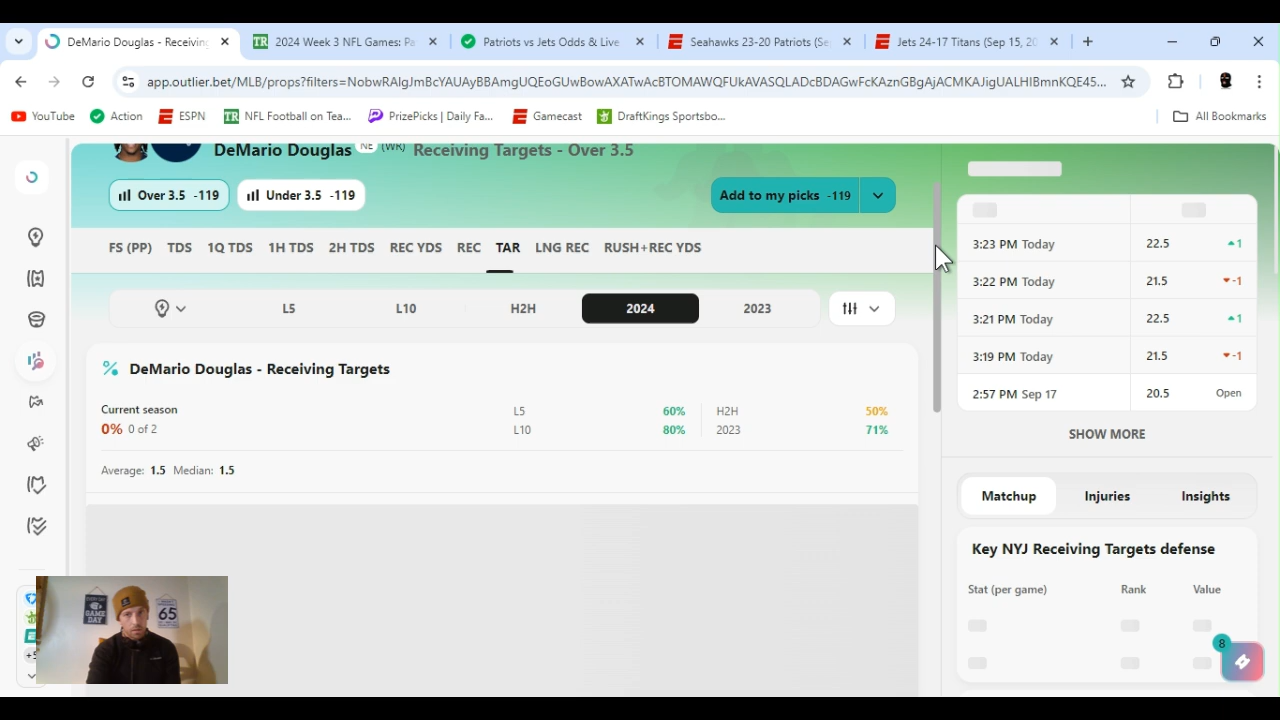 DeMario Douglas - Receiving
2024 Week 3 NFL Games: Pa
Patriots vs Jets Odds & Live
Seahawks 23-20 Patriots (Se
Jets 24-17 Titans (Sep 15, 20
app.outlier.bet/MLB/props?filters=NobwRAlgJmBcYAUAyBBAmgUQEoGUwBowAXATwAcBTOMAWQFUkAVASQLADcBDAGwFcKAznGBgAjACMKAJigUALHIBmnKQE45...
YouTube
Action
ESPN
NFL Football on Tea...
PrizePicks | Daily Fa...
Gamecast
DraftKings Sportsbo...
All Bookmarks
DeMario Douglas NE (WR) Receiving Targets - Over 3.5
Over 3.5 -119
Under 3.5 -119
Add to my picks -119
FS (PP) TDS 1Q TDS 1H TDS 2H TDS REC YDS REC TAR LNG REC RUSH+REC YDS
L5 L10 H2H 2024 2023
DeMario Douglas - Receiving Targets
Current season
0% 0 of 2
L5 60% H2H 50%
L10 80% 2023 71%
Average: 1.5 Median: 1.5
3:23 PM Today 22.5 1
3:22 PM Today 21.5 -1
3:21 PM Today 22.5 1
3:19 PM Today 21.5 -1
2:57 PM Sep 17 20.5 Open
SHOW MORE
Matchup Injuries Insights
Key NYJ Receiving Targets defense
Stat (per game) Rank Value
8
GAME
DAY
65